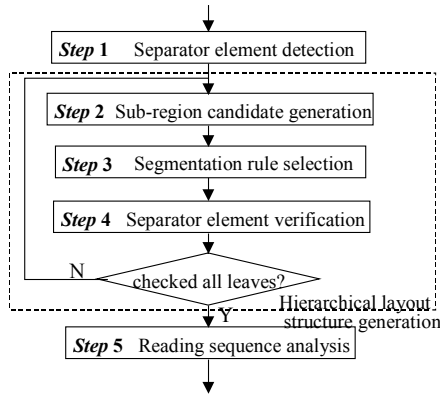 Step 1 Separator element detection
Step 2 Sub-region candidate generation
Step 3 Segmentation rule selection
Step 4 Separator element verification
N
checked all leaves?
Y
Hierarchical layout
structure generation
Step 5 Reading sequence analysis